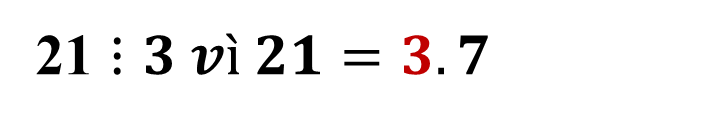 21 ⋮ 3 vì 21 = 3.7